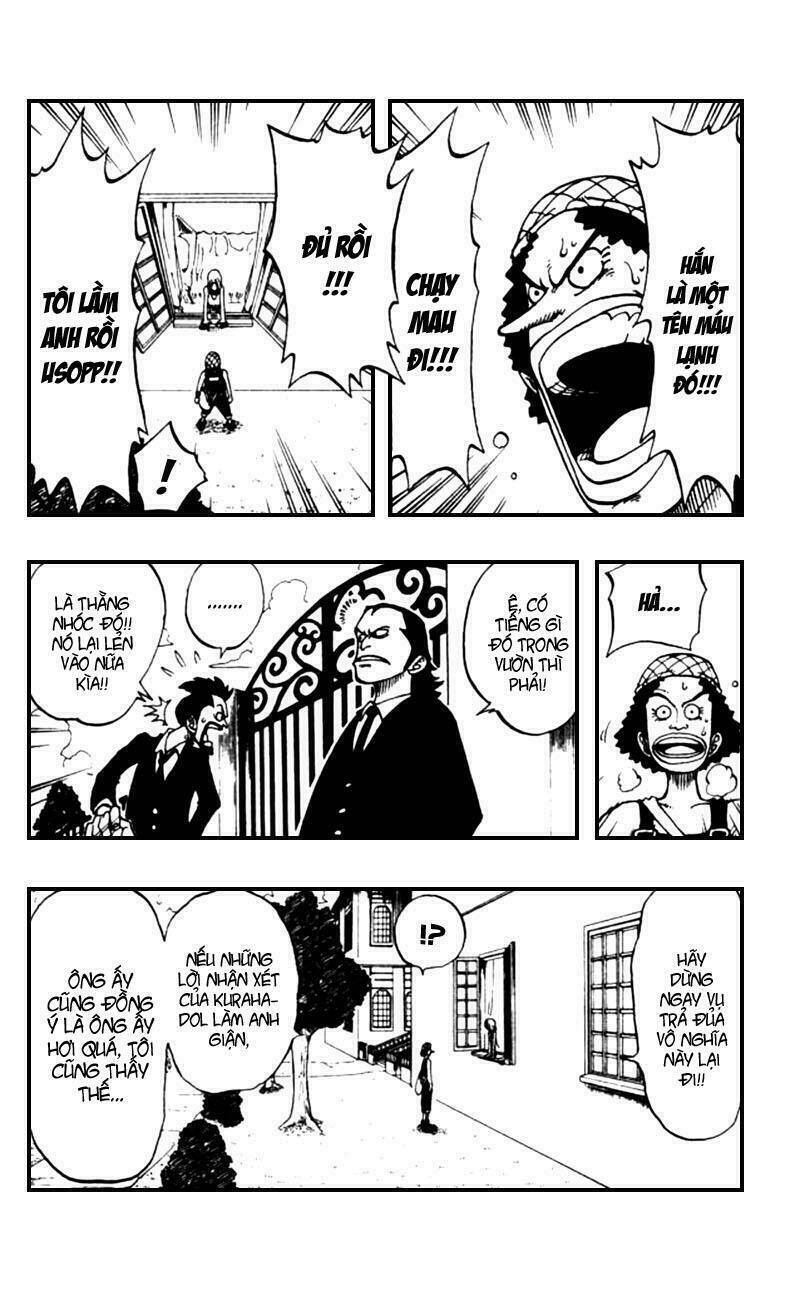 HẮN
LÀ MỘT
TÊN MÁU
LẠNH
ĐÓ!!!
CHẠY
MAU
ĐI!!!
ĐỦ RỒI
!!!
TÔI LẦM
ANH RỒI
USOPP!!
!
HẢ...
Ê, CÓ
TIẾNG GÌ
ĐÓ TRONG
VƯỜN THÌ
PHẢI!
.......
LÀ THẰNG
NHÓC ĐÓ!!
NÓ LẠI LẺN
VÀO NỮA
KÌA!!
HÃY
DỪNG
NGAY VỤ
TRẢ ĐŨA
VÔ NGHĨA
NÀY LẠI
ĐI!!
!?
NẾU NHỮNG
LỜI NHẬN XÉT
CỦA KURAHA-
DOL LÀM ANH
GIẬN,
ÔNG ẤY
CŨNG ĐỒNG
Ý LÀ ÔNG ẤY
HƠI QUÁ, TÔI
CŨNG THẤY
THẾ...